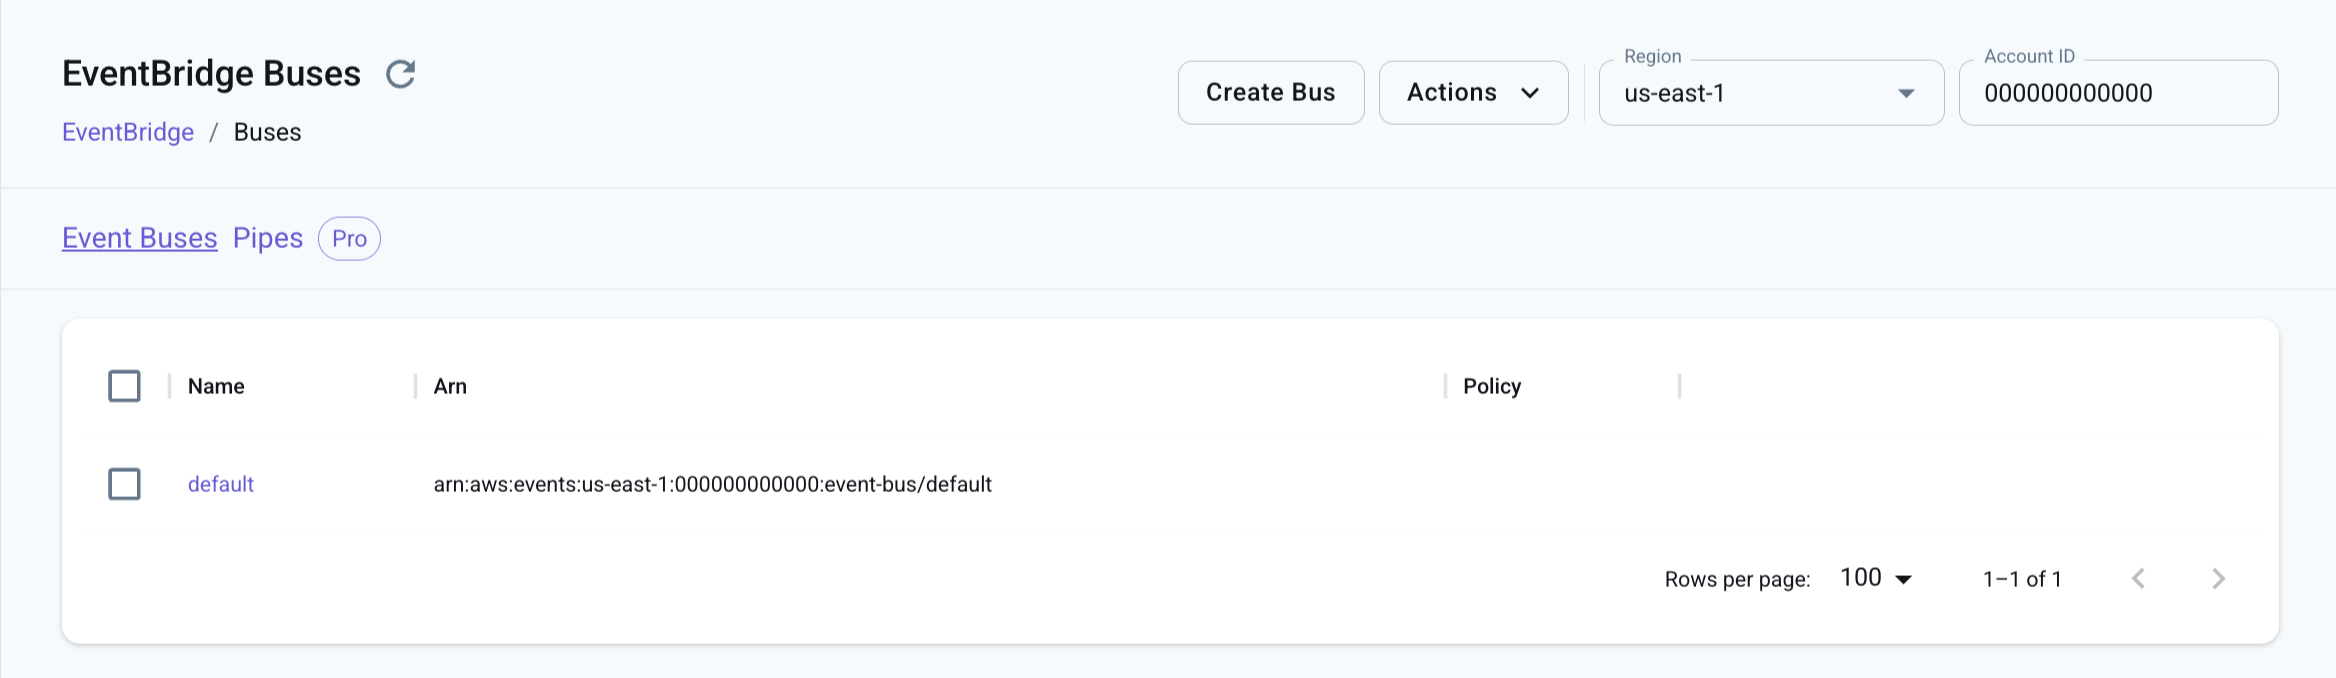 EventBridge Buses
EventBridge / Buses
Create Bus
Actions
Region
us-east-1
Account ID
000000000000
Event Buses Pipes Pro
Name Arn Policy
default arn:aws:events:us-east-1:000000000000:event-bus/default
Rows per page: 100 1–1 of 1